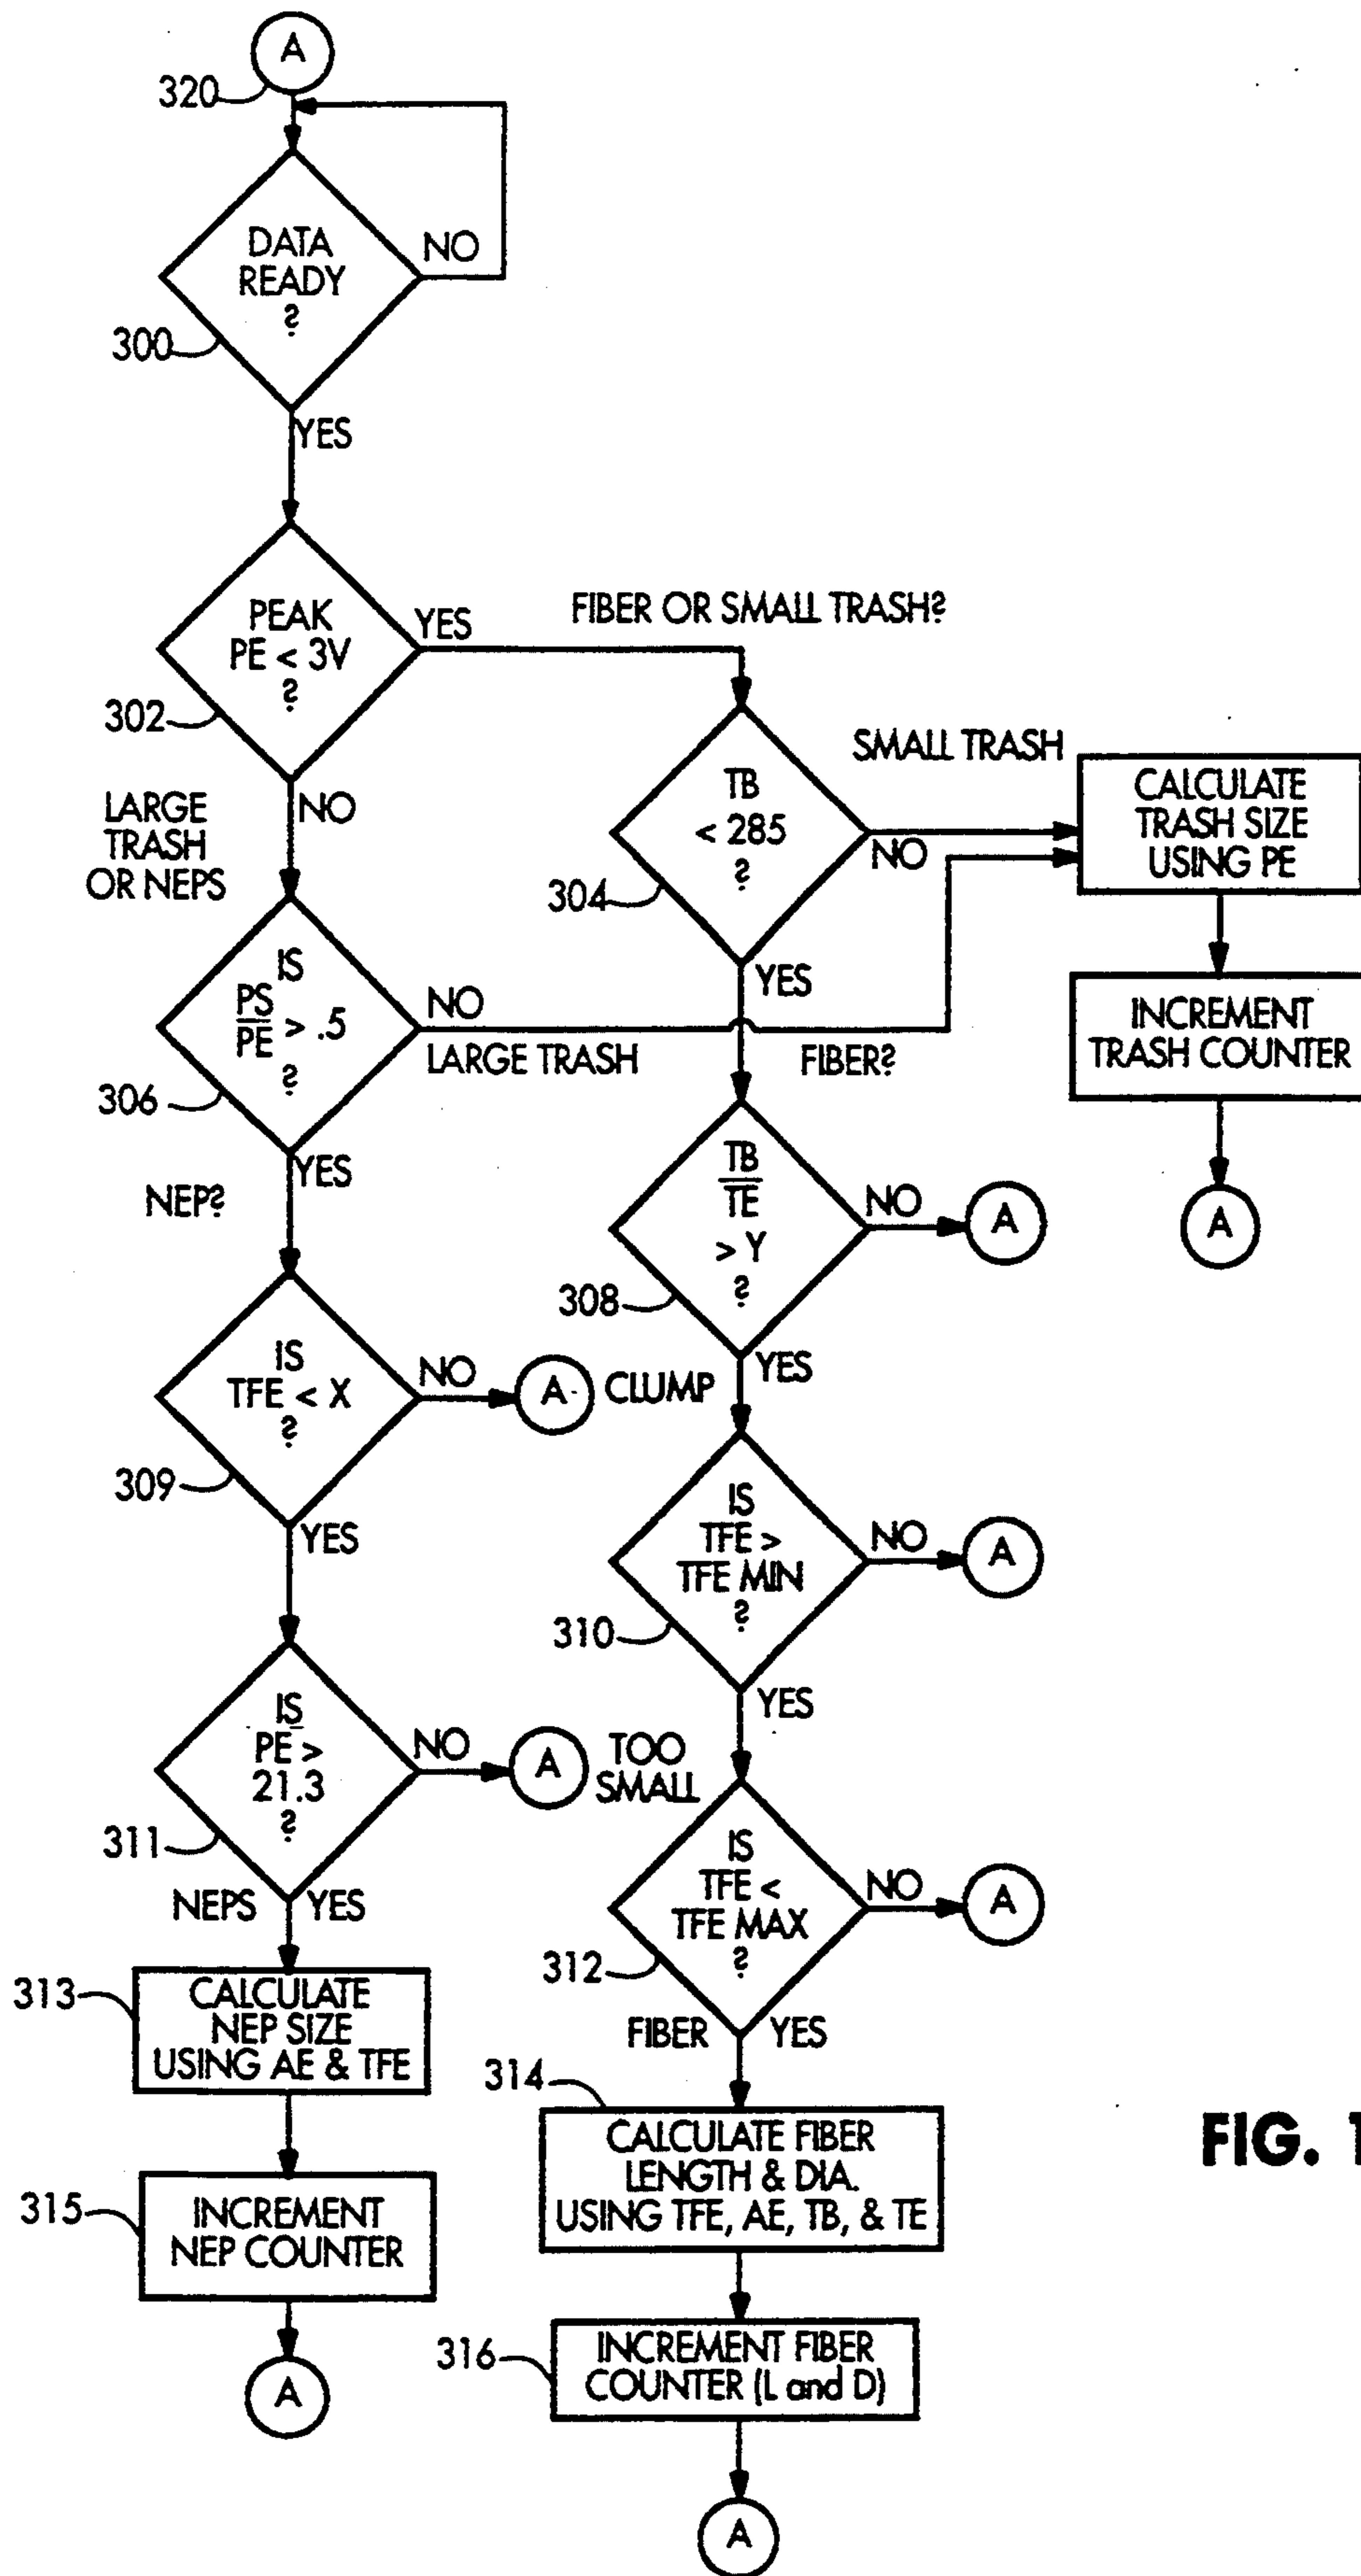 A
320
DATA
READY
?
NO
300
YES
PEAK
PE < 3V
?
YES
FIBER OR SMALL TRASH?
302
NO
LARGE
TRASH
OR NEPS
TB
< 285
?
304
SMALL TRASH
NO
YES
CALCULATE
TRASH SIZE
USING PE
INCREMENT
TRASH COUNTER
A
IS
PS
PE > .5
?
306
NO
LARGE TRASH
YES
NEP?
FIBER?
TB
TE
> Y
?
308
NO
A
YES
IS
TFE < X
?
309
NO
A
CLUMP
YES
IS
TFE >
TFE MIN
?
310
NO
A
YES
IS
PE >
21.3
?
311
NO
A
TOO
SMALL
NEPS YES
IS
TFE <
TFE MAX
?
312
NO
A
FIBER YES
313
CALCULATE
NEP SIZE
USING AE & TFE
314
CALCULATE FIBER
LENGTH & DIA.
USING TFE, AE, TB, & TE
315
INCREMENT
NEP COUNTER
A
316
INCREMENT FIBER
COUNTER (L and D)
A
FIG.